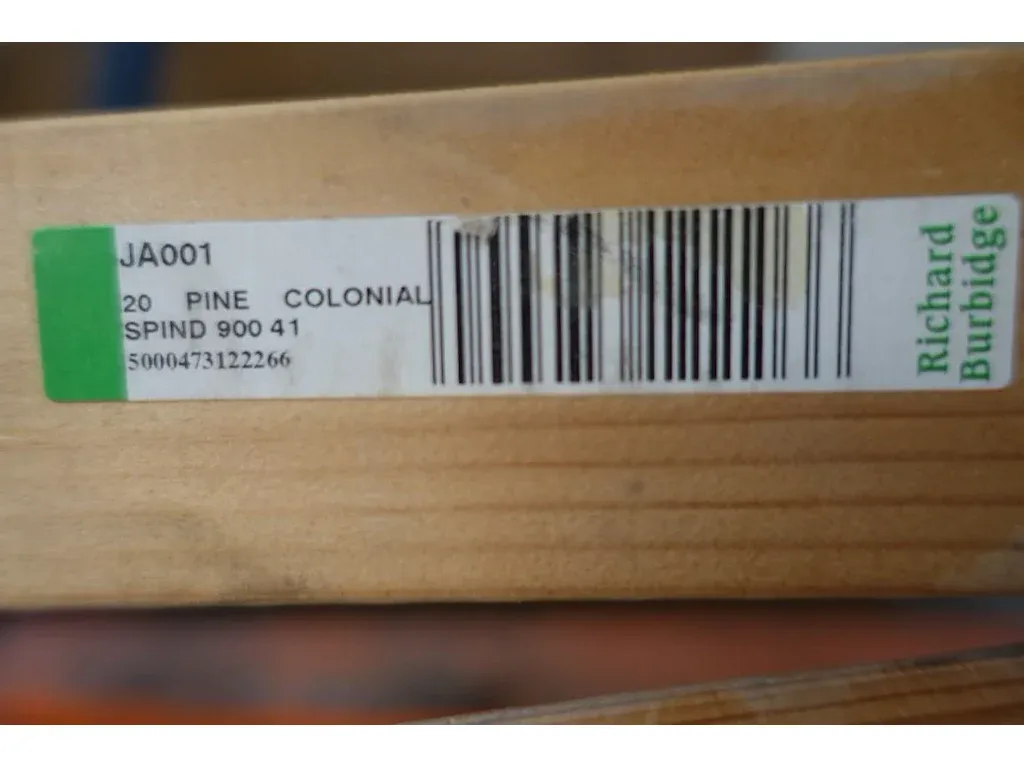 JA001
20 PINE COLONIAL
SPIND 900 41
5000473122266
Richard
Burbidge